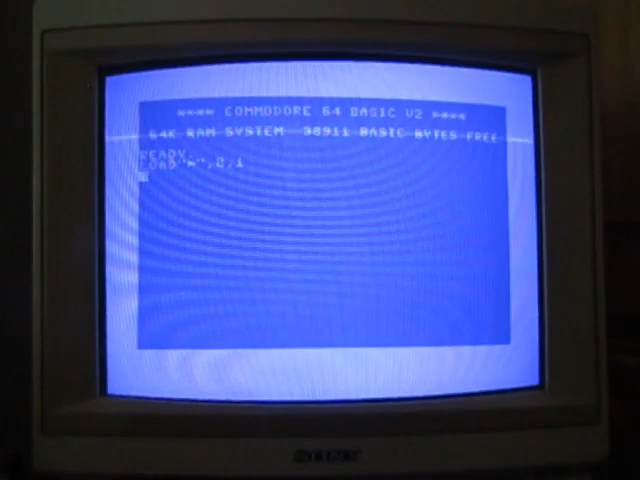 **** COMMODORE 64 BASIC V2 ****
64K RAM SYSTEM 38911 BASIC BYTES FREE
READY.
LOAD"*",8,1